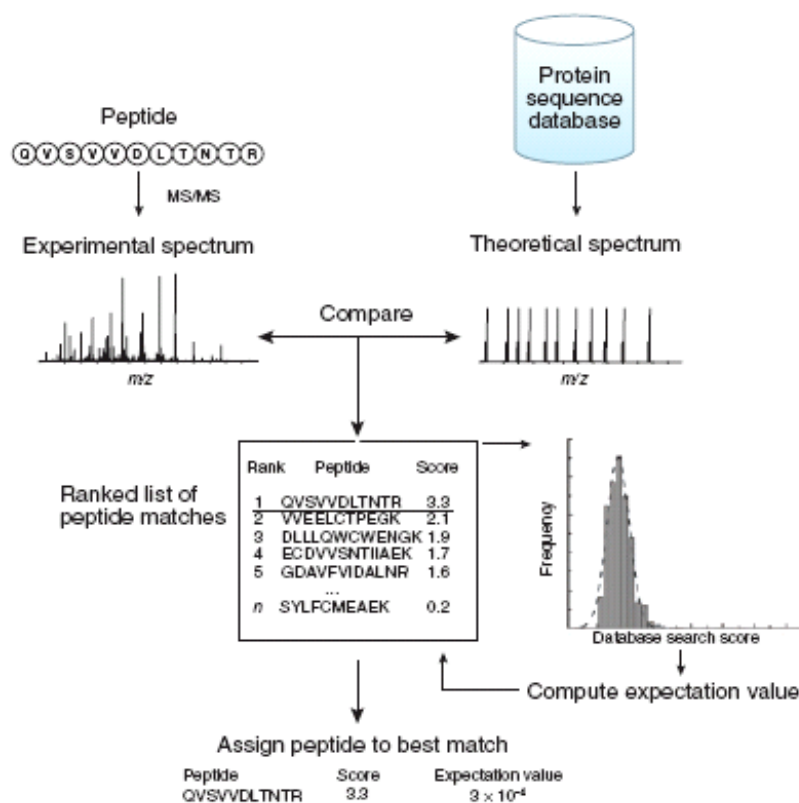 Protein
sequence
database
Peptide
Q V S V V D L T N T R
MS/MS
Experimental spectrum
Theoretical spectrum
Compare
m/z
m/z
Rank Peptide Score
1 QVSVVDLTNTR 3.3
2 VVEELCTPEGK 2.1
3 DLLLQWCWENGK 1.9
4 ECDVVSNTIIAEK 1.7
5 GDAVFVIDALNR 1.6
...
n SYLFCMEAEK 0.2
Ranked list of
peptide matches
Frequency
Database search score
Compute expectation value
Assign peptide to best match
Peptide Score Expectation value
QVSVVDLTNTR 3.3 3 ×